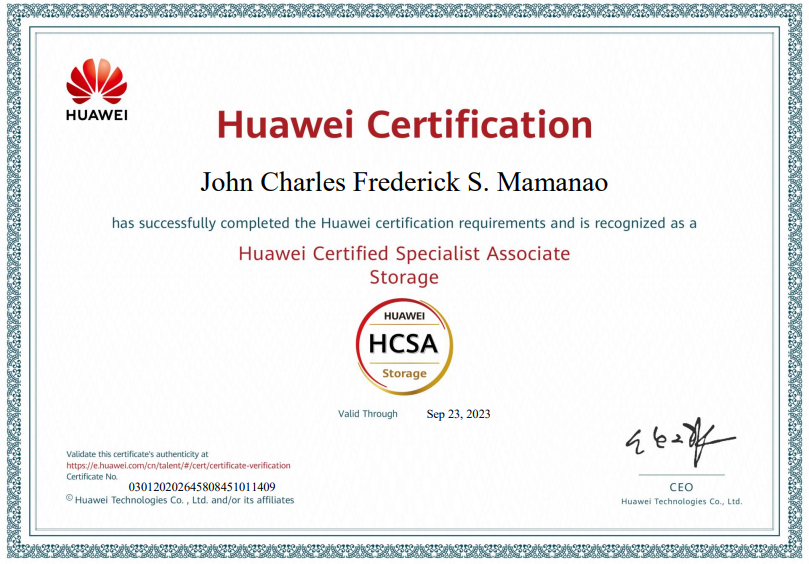 HUAWEI
Huawei Certification
John Charles Frederick S. Mamanao
has successfully completed the Huawei certification requirements and is recognized as a
Huawei Certified Specialist Associate
Storage
HUAWEI
HCSA
Storage
Valid Through Sep 23, 2023
Validate this certificate's authenticity at
https://e.huawei.com/cn/talent/#/cert/certificate-verification
Certificate No.
030120202645808451011409
© Huawei Technologies Co. , Ltd. and/or its affiliates
CEO
Huawei Technologies Co., Ltd.